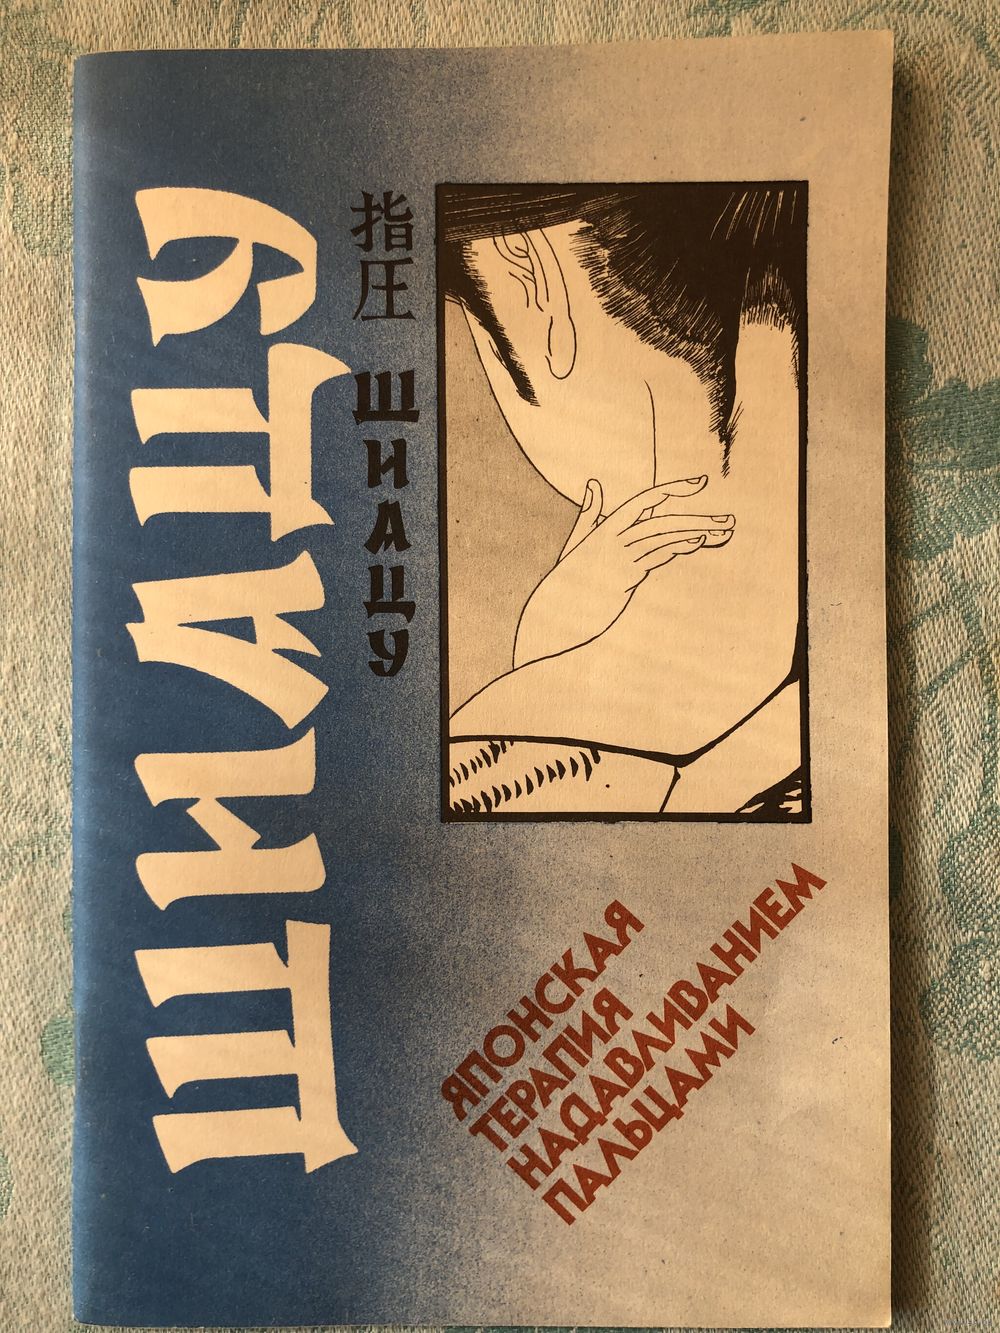 ШИАЦУ
指圧
ШИАЦУ
ЯПОНСКАЯ
ТЕРАПИЯ
НАДАВЛИВАНИЕМ
ПАЛЬЦАМИ